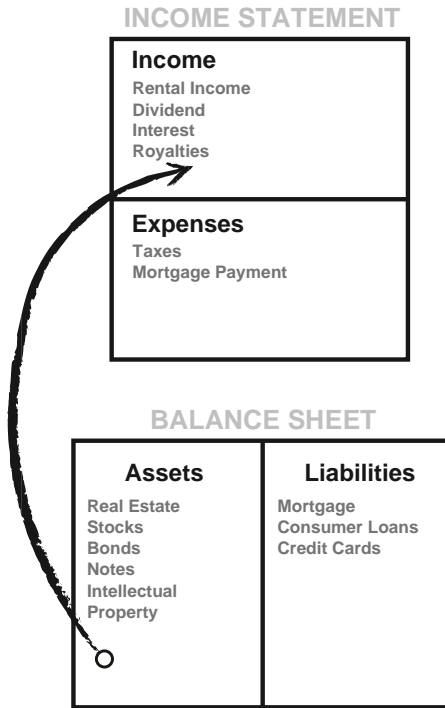 INCOME STATEMENT
Income
Rental Income
Dividend
Interest
Royalties
Expenses
Taxes
Mortgage Payment
BALANCE SHEET
Assets
Real Estate
Stocks
Bonds
Notes
Intellectual
Property
Liabilities
Mortgage
Consumer Loans
Credit Cards